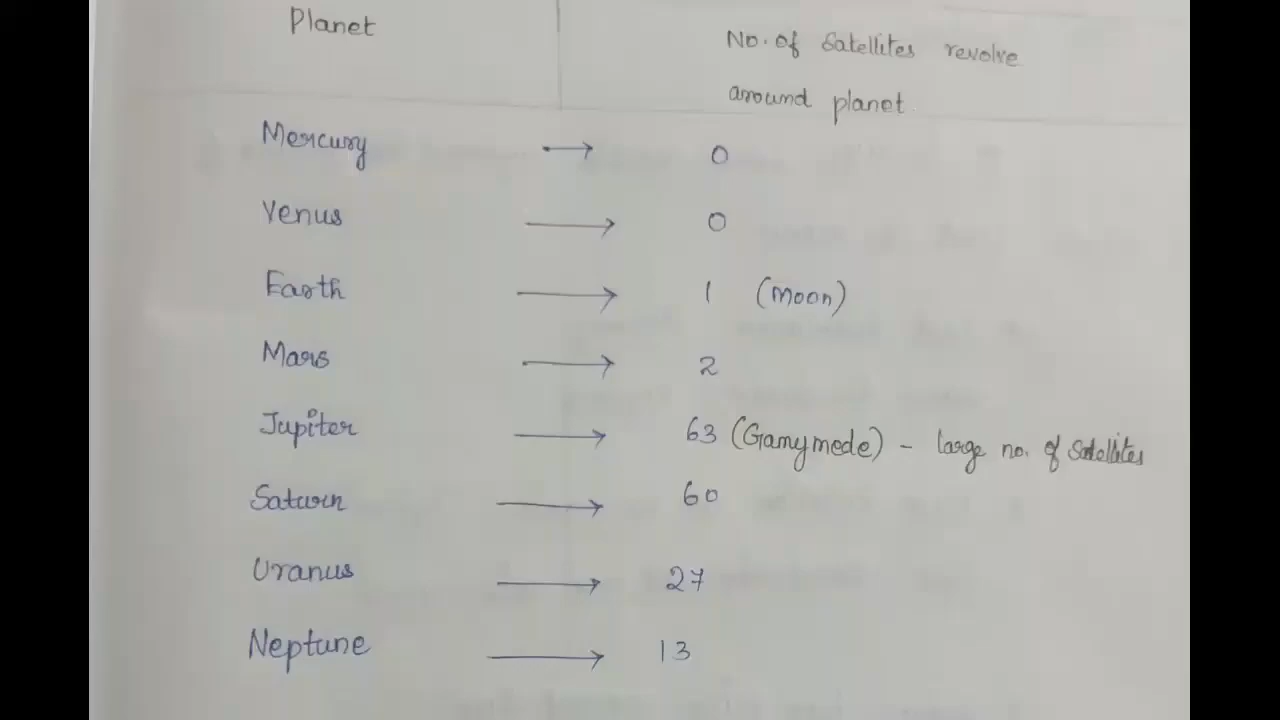 Planet
No. of Satellites revolve
around planet.
Mercury → 0
Venus → 0
Earth → 1 (Moon)
Mars → 2
Jupiter → 63 (Ganymede) - large no. of Satellites
Saturn → 60
Uranus → 27
Neptune → 13